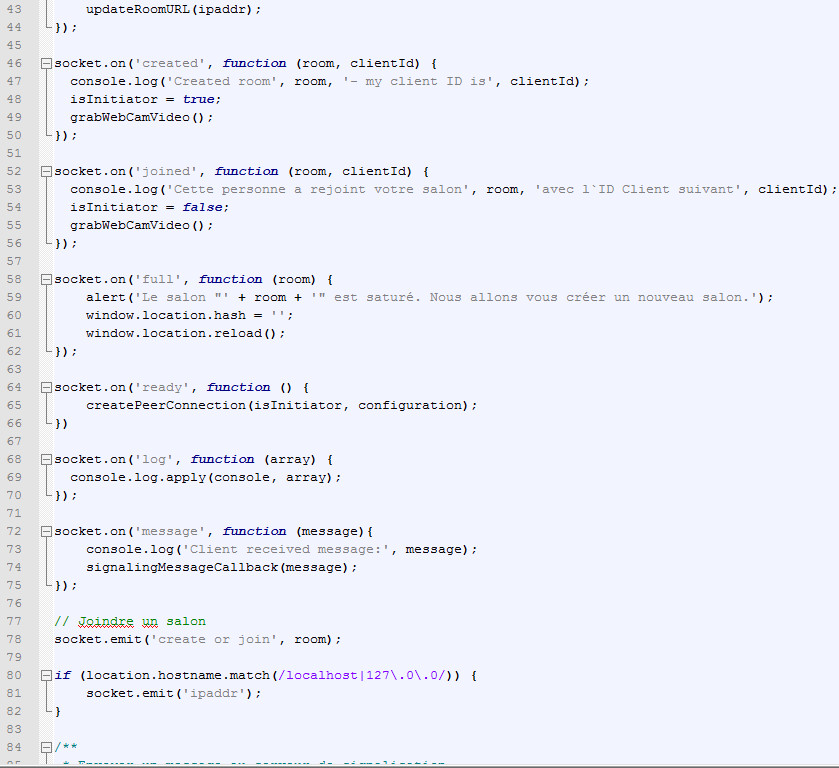 43 updateRoomURL(ipaddr);
44 });
45
46 socket.on('created', function (room, clientId) {
47 console.log('Created room', room, '- my client ID is', clientId);
48 isInitiator = true;
49 grabWebCamVideo();
50 });
51
52 socket.on('joined', function (room, clientId) {
53 console.log('Cette personne a rejoint votre salon', room, 'avec l`ID Client suivant', clientId);
54 isInitiator = false;
55 grabWebCamVideo();
56 });
57
58 socket.on('full', function (room) {
59 alert('Le salon "' + room + '" est saturé. Nous allons vous créer un nouveau salon.');
60 window.location.hash = '';
61 window.location.reload();
62 });
63
64 socket.on('ready', function () {
65 createPeerConnection(isInitiator, configuration);
66 })
67
68 socket.on('log', function (array) {
69 console.log.apply(console, array);
70 });
71
72 socket.on('message', function (message){
73 console.log('Client received message:', message);
74 signalingMessageCallback(message);
75 });
76
77 // Joindre un salon
78 socket.emit('create or join', room);
79
80 if (location.hostname.match(/localhost|127\.0\.0/)) {
81 socket.emit('ipaddr');
82 }
83
84 /**